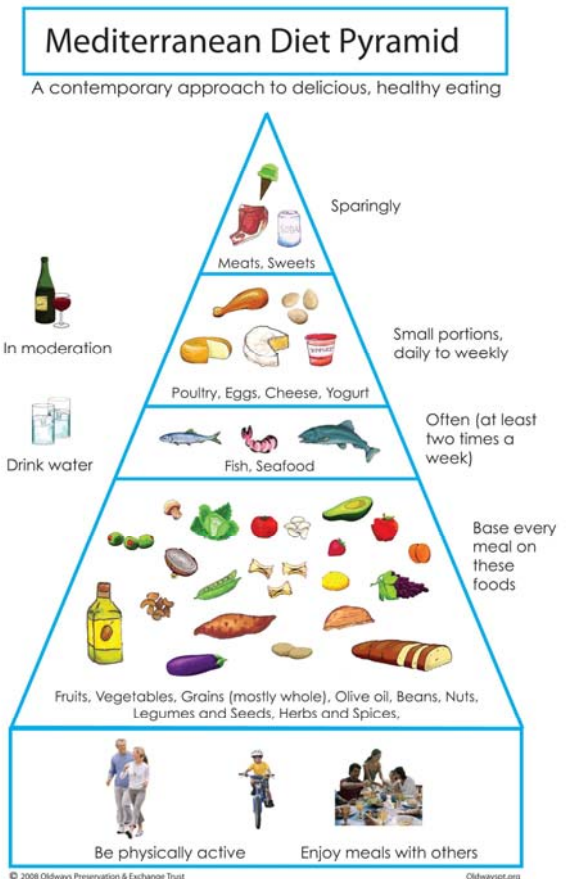 Mediterranean Diet Pyramid
A contemporary approach to delicious, healthy eating
Sparingly
SODA
Meats, Sweets
In moderation
Small portions,
daily to weekly
Poultry, Eggs, Cheese, Yogurt
Often (at least
two times a
week)
Drink water
Fish, Seafood
Base every
meal on
these
foods
Fruits, Vegetables, Grains (mostly whole), Olive oil, Beans, Nuts,
Legumes and Seeds, Herbs and Spices,
Be physically active
Enjoy meals with others
© 2008 Oldways Preservation & Exchange Trust
Oldwayspt.org